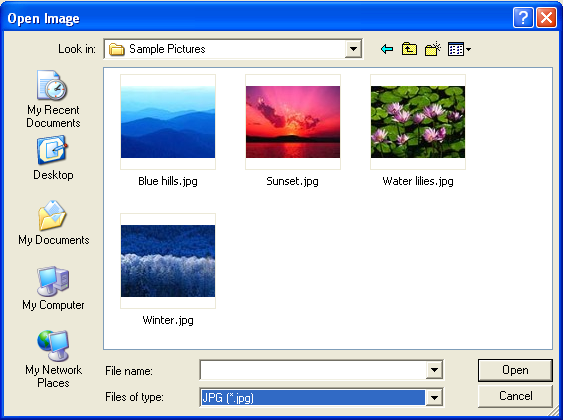 Open Image
Look in: Sample Pictures
My Recent
Documents
Desktop
My Documents
My Computer
My Network
Places
Blue hills.jpg
Sunset.jpg
Water lilies.jpg
Winter.jpg
File name:
Open
Files of type: JPG (*.jpg)
Cancel